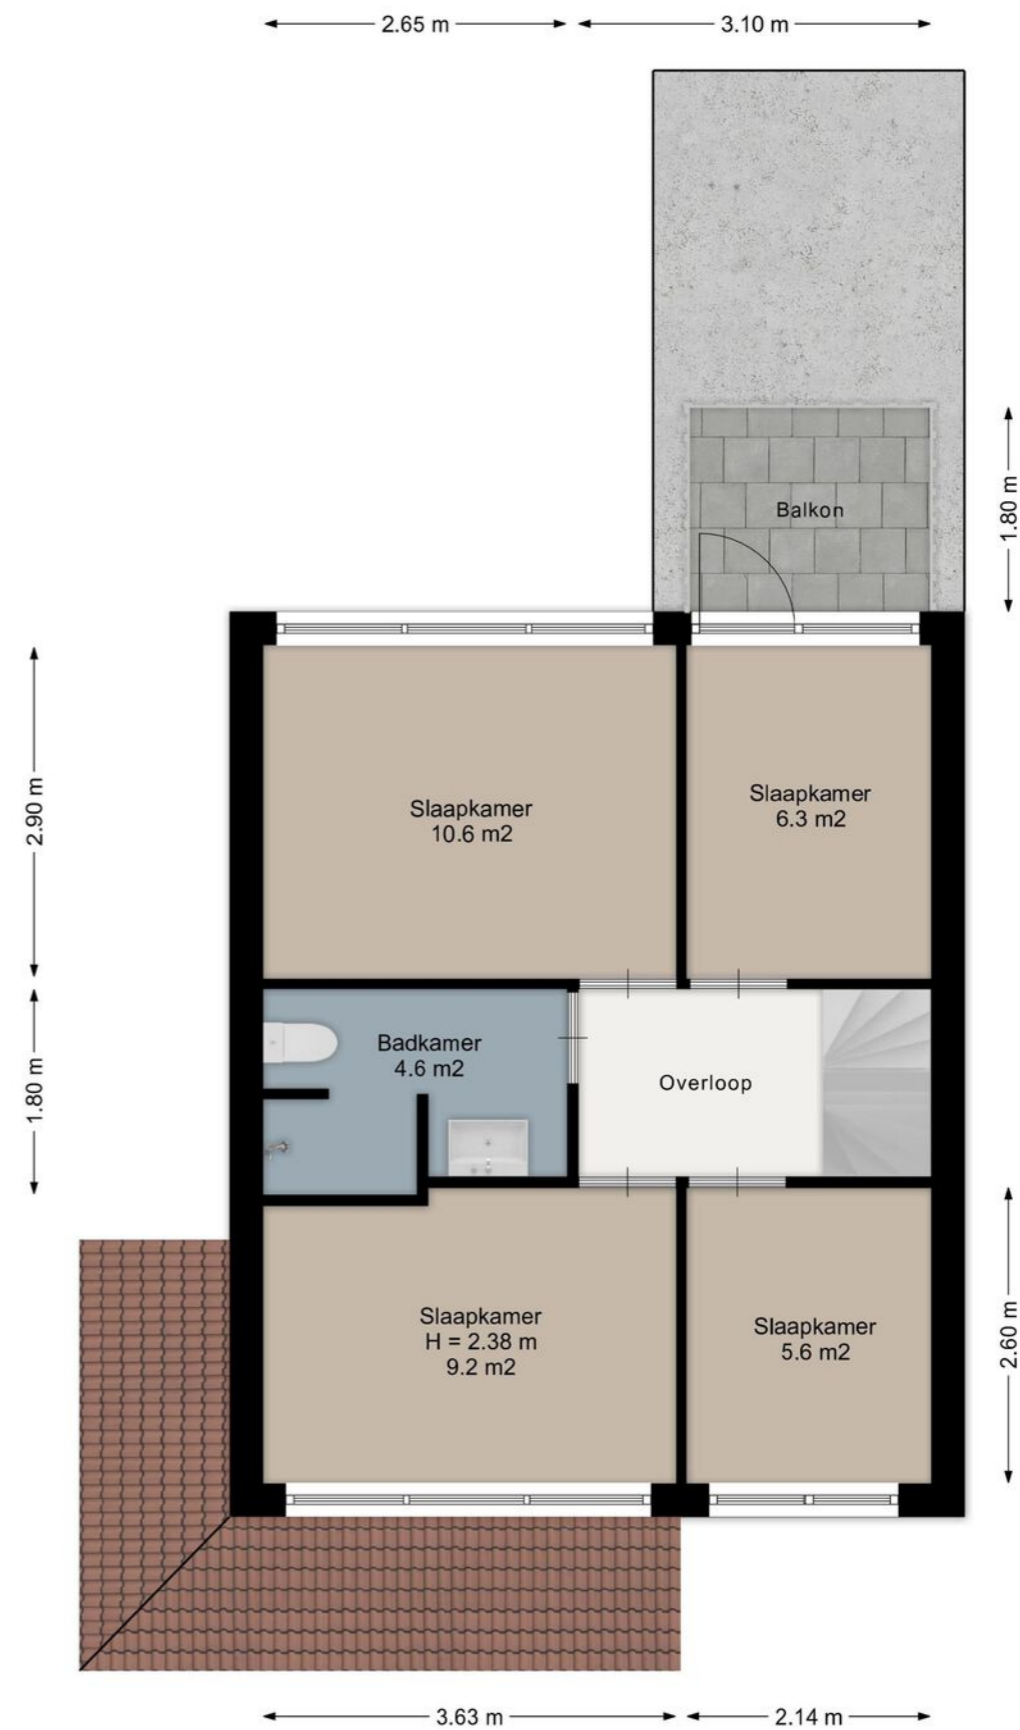 2.65 m
3.10 m
1.80 m
Balkon
2.90 m
Slaapkamer
10.6 m2
Slaapkamer
6.3 m2
1.80 m
Badkamer
4.6 m2
Overloop
2.60 m
Slaapkamer
H = 2.38 m
9.2 m2
Slaapkamer
5.6 m2
3.63 m
2.14 m